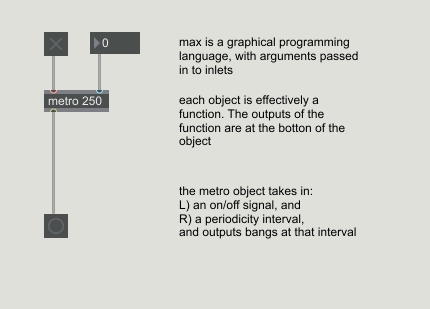 0
max is a graphical programming
language, with arguments passed
in to inlets
metro 250
each object is effectively a
function. The outputs of the
function are at the botton of the
object
the metro object takes in:
L) an on/off signal, and
R) a periodicity interval,
and outputs bangs at that interval